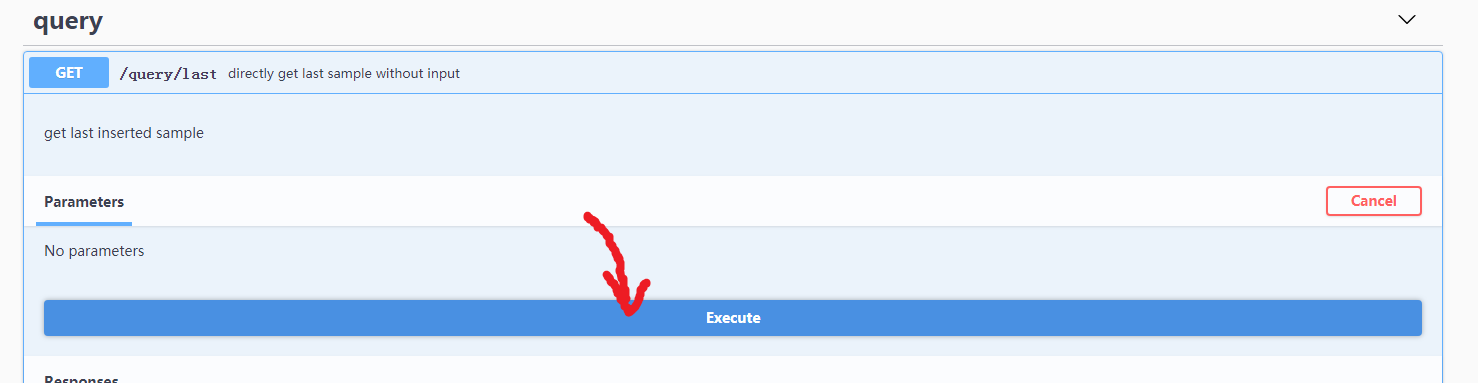 query
GET /query/last directly get last sample without input
get last inserted sample
Parameters
Cancel
No parameters
Execute
Responses